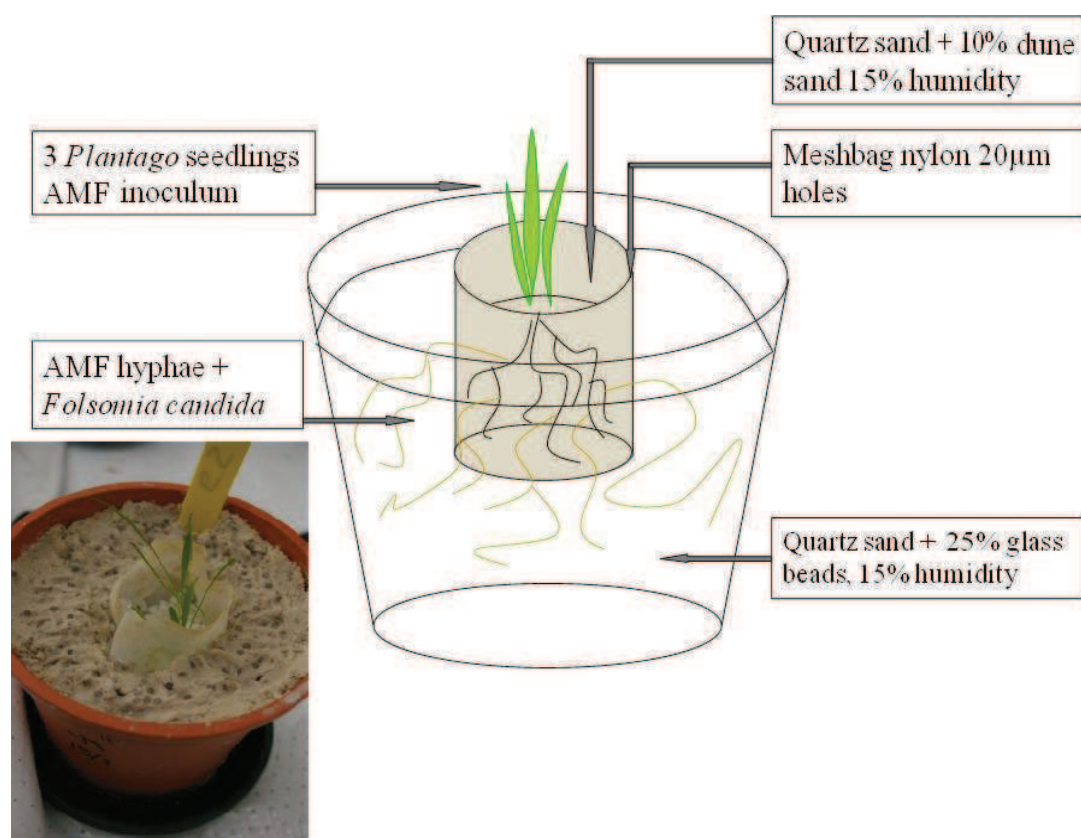 Quartz sand + 10% dune
sand 15% humidity
3 Plantago seedlings
AMF inoculum
Meshbag nylon 20µm
holes
AMF hyphae +
Folsomia candida
Quartz sand + 25% glass
beads, 15% humidity